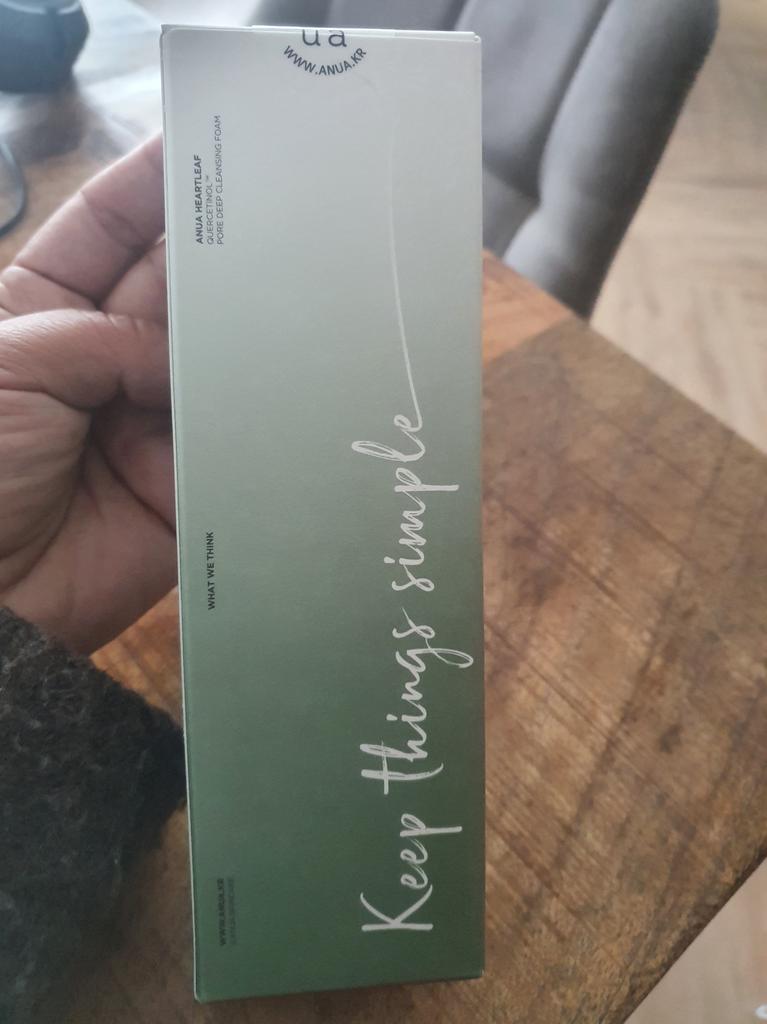 ua
WWW.ANUA.KR
ANUA HEARTLEAF
QUERCETINOL™
PORE DEEP CLEANSING FOAM
WHAT WE THINK
Keep things simple
WWW.ANUA.KR